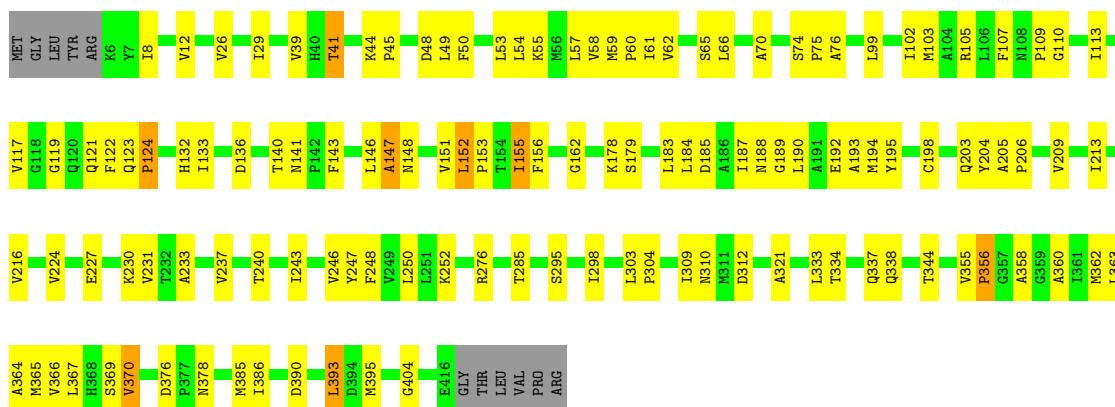 MET GLY LEU TYR ARG K6 Y7 I8 V12 V26 I29 V39 H40 T41 K44 P45 D48 L49 F50 L53 L54 K55 M56 L57 V58 M59 P60 I61 V62 S65 L66 A70 S74 P75 A76 L99 I102 M103 A104 R105 L106 F107 N108 P109 G110 I113
V117 G118 G119 Q120 Q121 F122 Q123 P124 H132 I133 D136 T140 N141 P142 F143 L146 A147 N148 V151 L152 P153 T154 I155 F156 G162 K178 S179 L183 L184 D185 A186 I187 N188 G189 L190 A191 E192 A193 M194 Y195 C198 Q203 Y204 A205 P206 V209 I213
V216 V224 E227 K230 V231 T232 A233 V237 T240 I243 V246 Y247 F248 V249 L250 L251 K252 R276 T285 S295 I298 L303 P304 I309 N310 M311 D312 A321 L333 T334 Q337 Q338 T344 V355 P356 G357 A358 G359 A360 I361 M362 L363
A364 M365 V366 L367 H368 S369 V370 D376 P377 N378 M385 I386 D390 L393 D394 M395 G404 E416 GLY THR LEU VAL PRO ARG